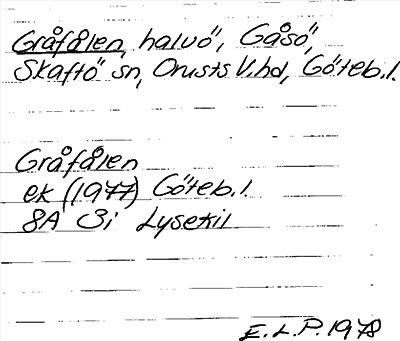 Gråfålen, halvö, Gåsö,
Skaftö sn, Orusts V. hd, Göteb. l.
Gråfålen
ek (1977) Göteb. l.
8A 3i Lysekil
E. L. P. 1978